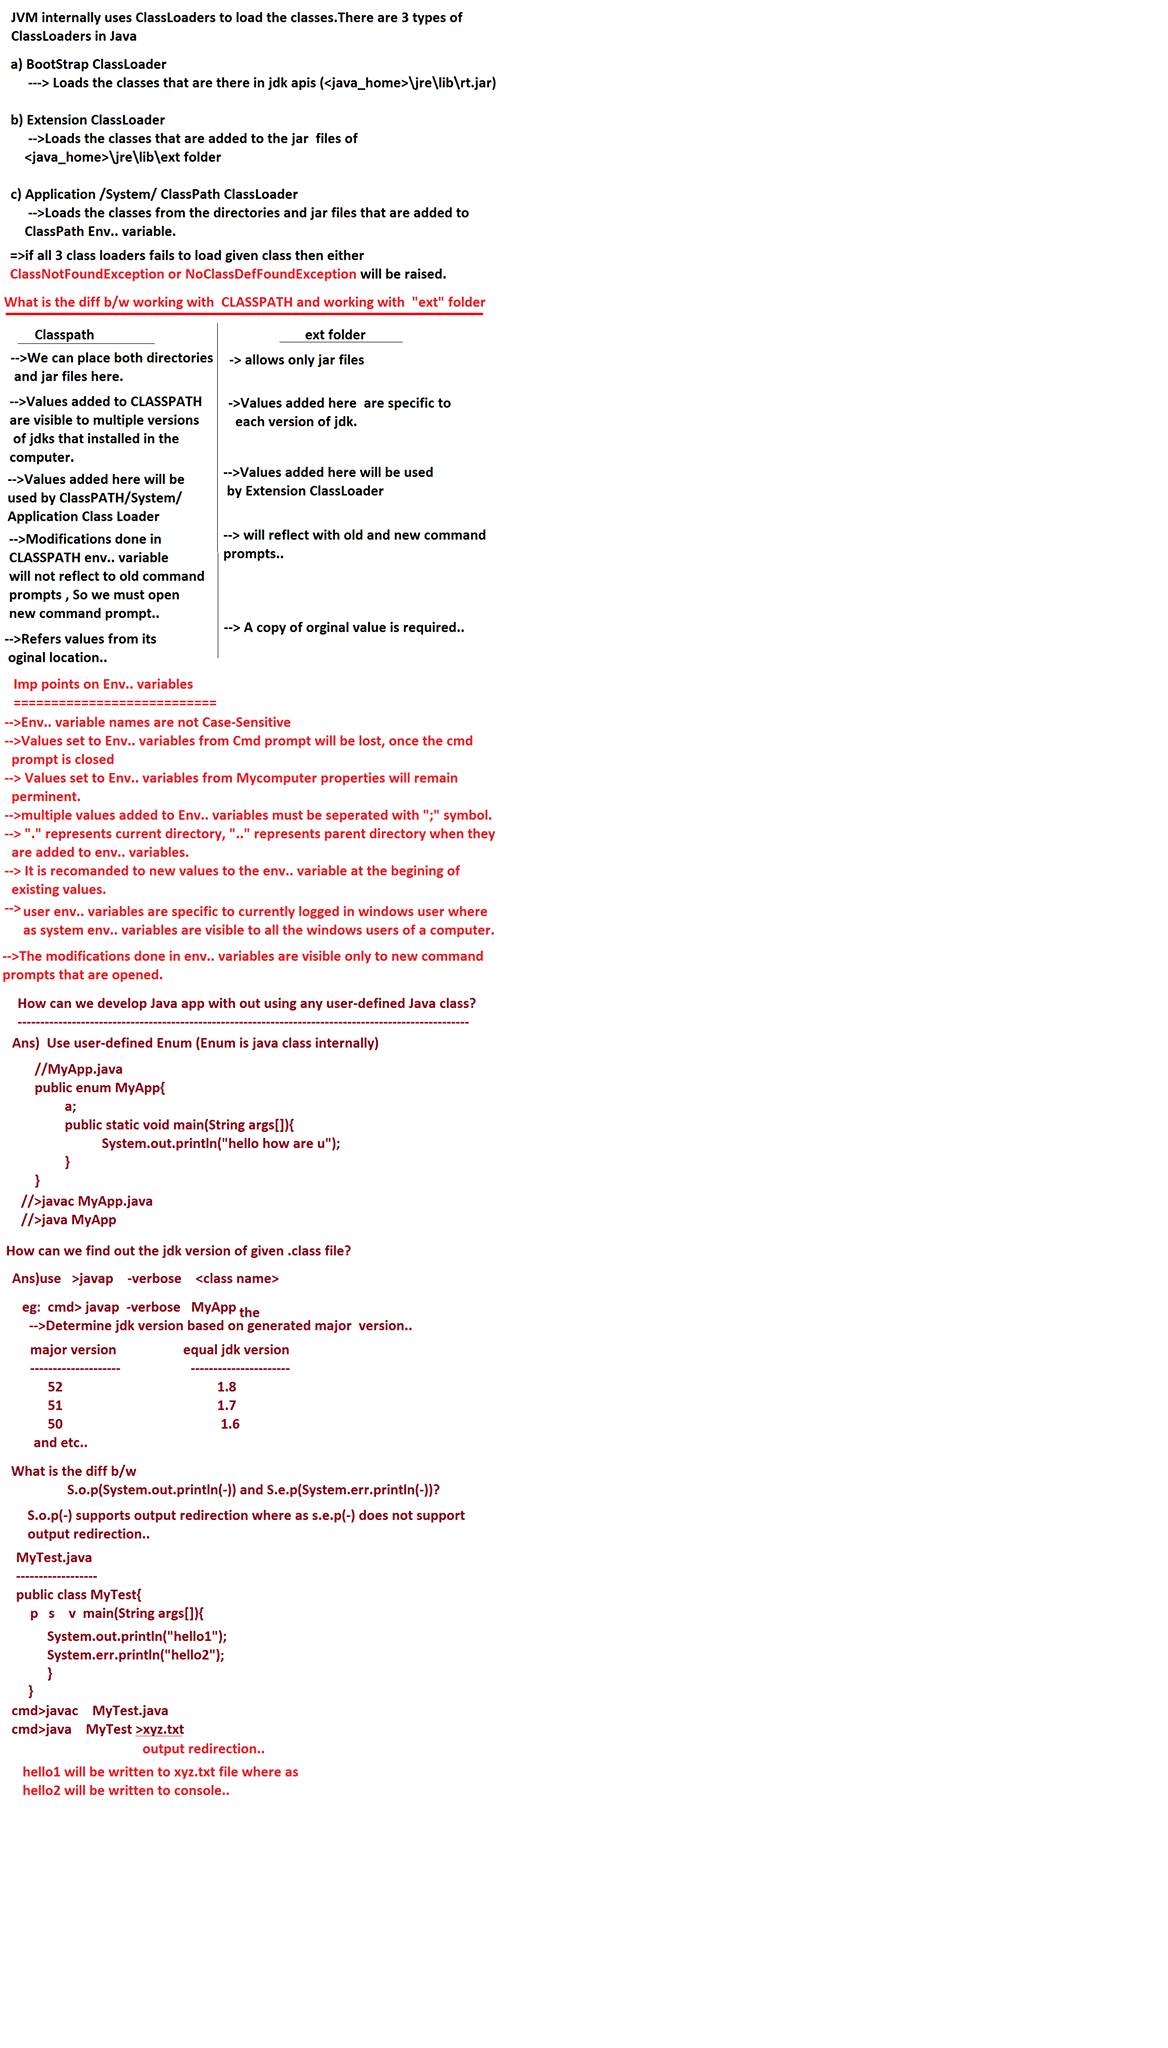 JVM internally uses ClassLoaders to load the classes.There are 3 types of
ClassLoaders in Java
a) BootStrap ClassLoader
---> Loads the classes that are there in jdk apis (<java_home>\jre\lib\rt.jar)
b) Extension ClassLoader
-->Loads the classes that are added to the jar files of
<java_home>\jre\lib\ext folder
c) Application /System/ ClassPath ClassLoader
-->Loads the classes from the directories and jar files that are added to
ClassPath Env.. variable.
=>if all 3 class loaders fails to load given class then either
ClassNotFoundException or NoClassDefFoundException will be raised.
What is the diff b/w working with CLASSPATH and working with "ext" folder
Classpath
-->We can place both directories
and jar files here.
-->Values added to CLASSPATH
are visible to multiple versions
of jdks that installed in the
computer.
-->Values added here will be
used by ClassPATH/System/
Application Class Loader
-->Modifications done in
CLASSPATH env.. variable
will not reflect to old command
prompts , So we must open
new command prompt..
-->Refers values from its
oginal location..
ext folder
-> allows only jar files
->Values added here are specific to
each version of jdk.
-->Values added here will be used
by Extension ClassLoader
--> will reflect with old and new command
prompts..
--> A copy of orginal value is required..
Imp points on Env.. variables
===========================
-->Env.. variable names are not Case-Sensitive
-->Values set to Env.. variables from Cmd prompt will be lost, once the cmd
prompt is closed
--> Values set to Env.. variables from Mycomputer properties will remain
perminent.
-->multiple values added to Env.. variables must be seperated with ";" symbol.
--> "." represents current directory, ".." represents parent directory when they
are added to env.. variables.
--> It is recomanded to new values to the env.. variable at the begining of
existing values.
--> user env.. variables are specific to currently logged in windows user where
as system env.. variables are visible to all the windows users of a computer.
-->The modifications done in env.. variables are visible only to new command
prompts that are opened.
How can we develop Java app with out using any user-defined Java class?
----------------------------------------------------------------------------------------------------
Ans) Use user-defined Enum (Enum is java class internally)
//MyApp.java
public enum MyApp{
a;
public static void main(String args[]){
System.out.println("hello how are u");
}
}
//>javac MyApp.java
//>java MyApp
How can we find out the jdk version of given .class file?
Ans)use >javap -verbose <class name>
eg: cmd> javap -verbose MyApp
the
-->Determine jdk version based on generated major version..
major version equal jdk version
-------------------- ----------------------
52 1.8
51 1.7
50 1.6
and etc..
What is the diff b/w
S.o.p(System.out.println(-)) and S.e.p(System.err.println(-))?
S.o.p(-) supports output redirection where as s.e.p(-) does not support
output redirection..
MyTest.java
------------------
public class MyTest{
p s v main(String args[]){
System.out.println("hello1");
System.err.println("hello2");
}
}
cmd>javac MyTest.java
cmd>java MyTest >xyz.txt
output redirection..
hello1 will be written to xyz.txt file where as
hello2 will be written to console..